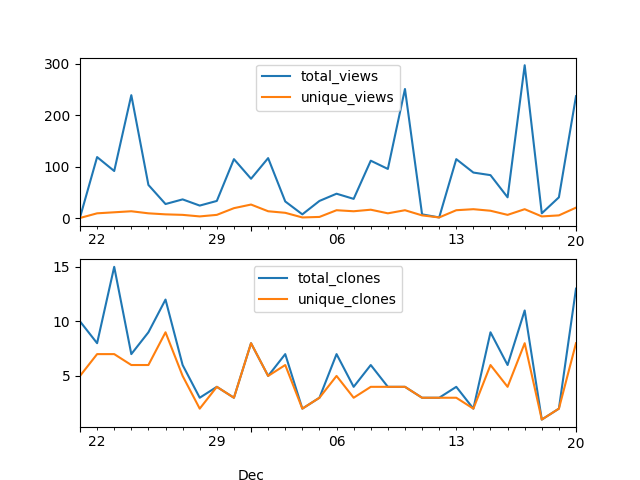 300
200
100
0
total_views
unique_views
22 29 06 13 20
15
10
5
total_clones
unique_clones
22 29 06 13 20
Dec